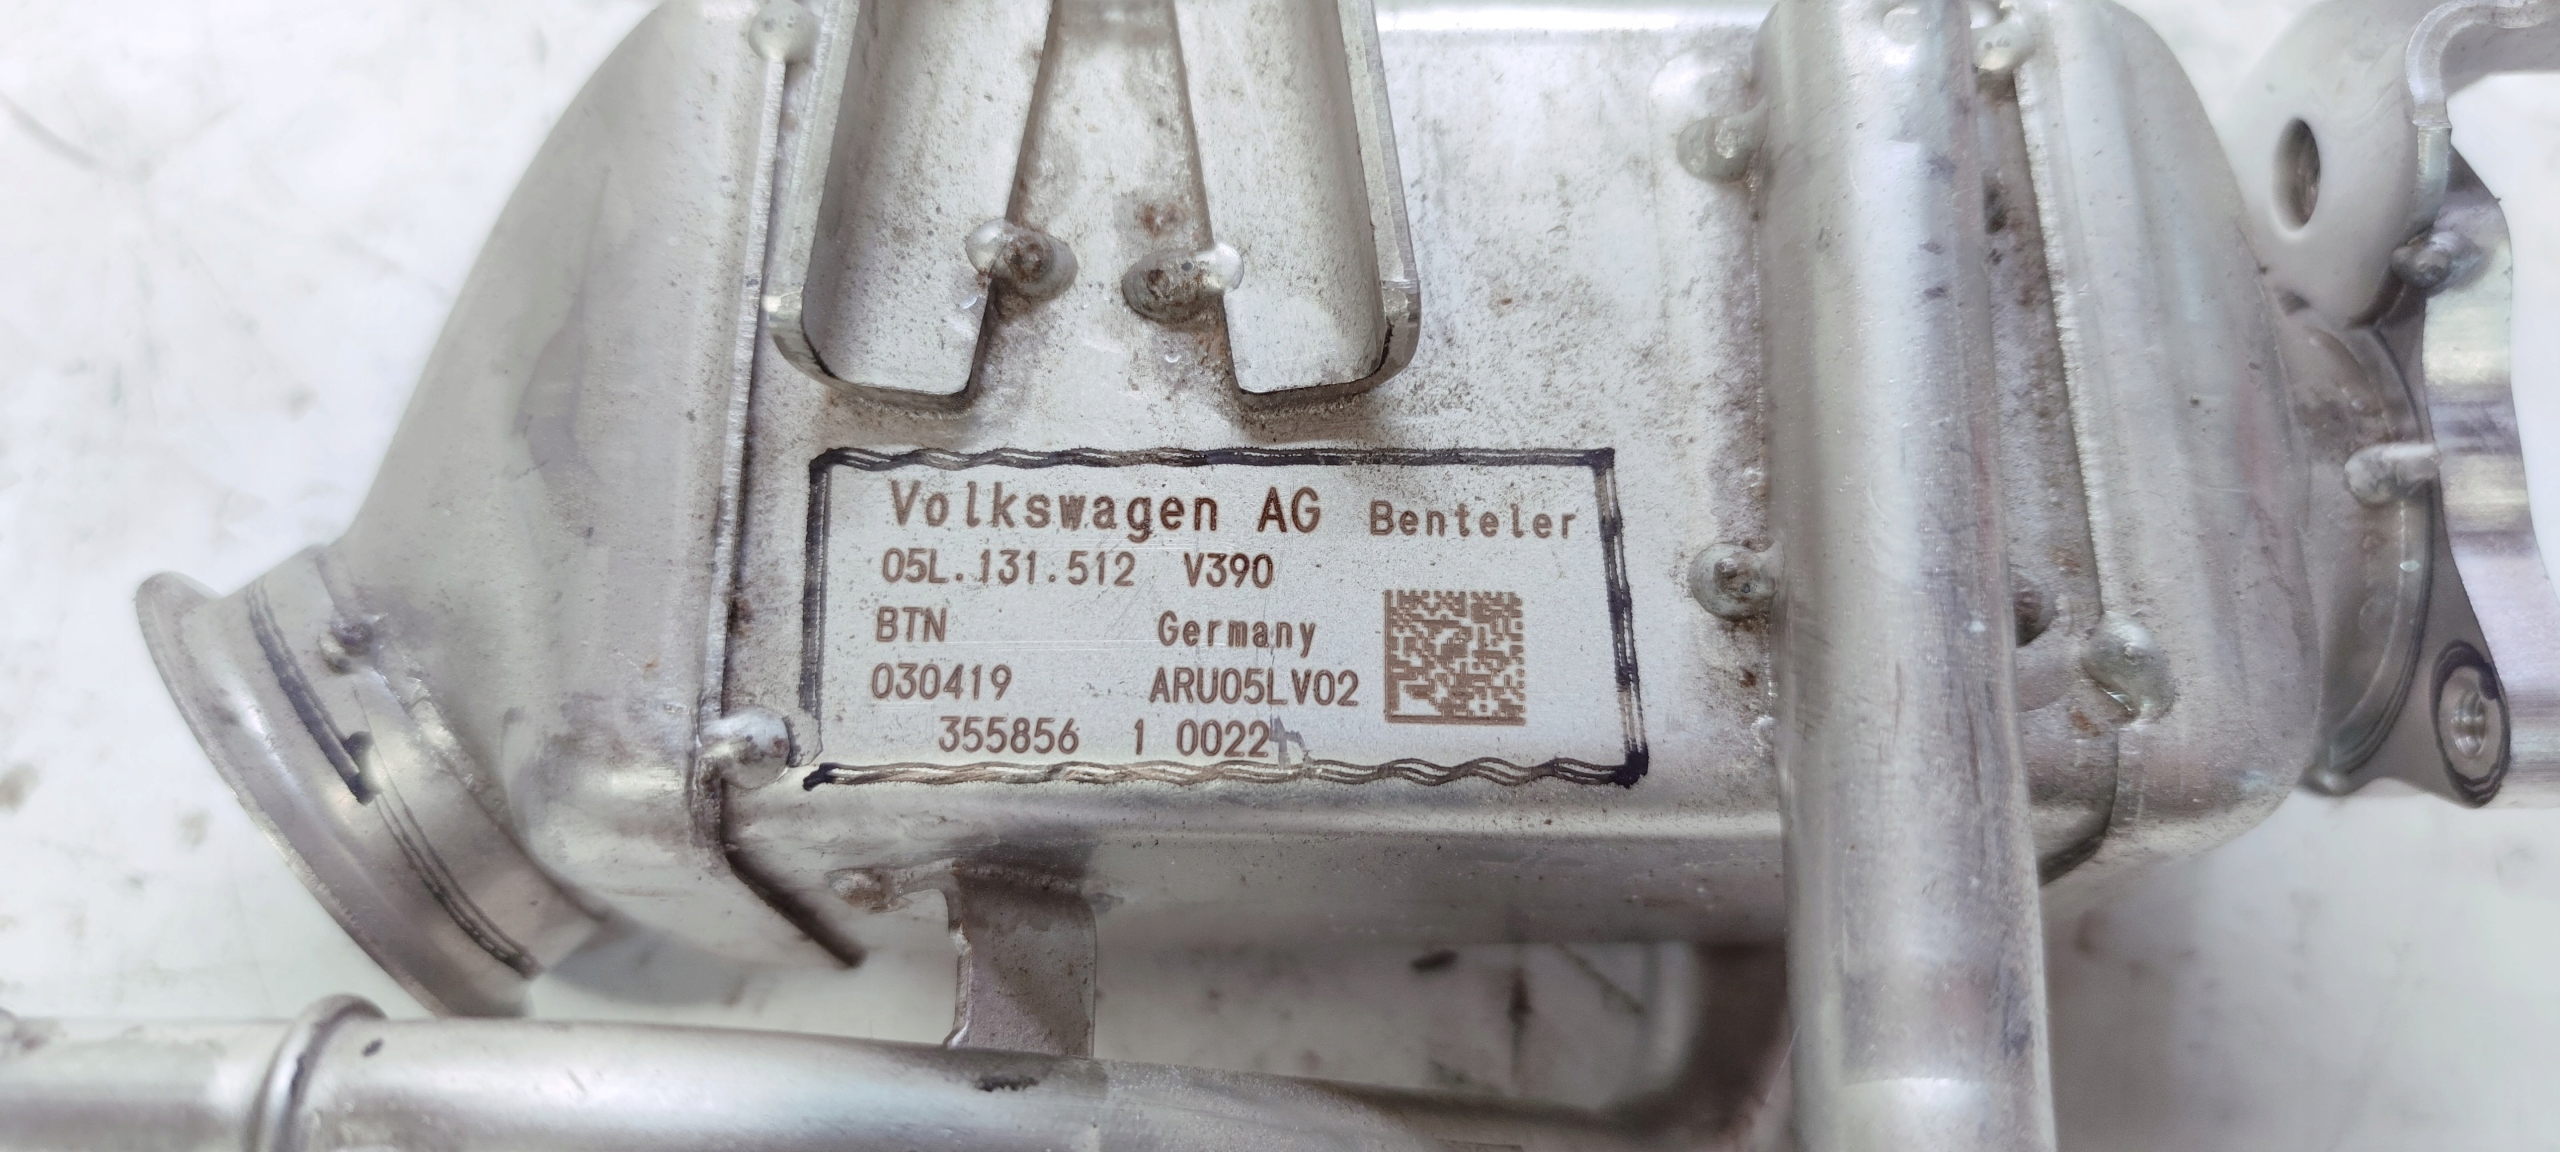 Volkswagen AG Benteler
05L.131.512 V390
BTN Germany
030419 ARU05LV02
355856 1 0022